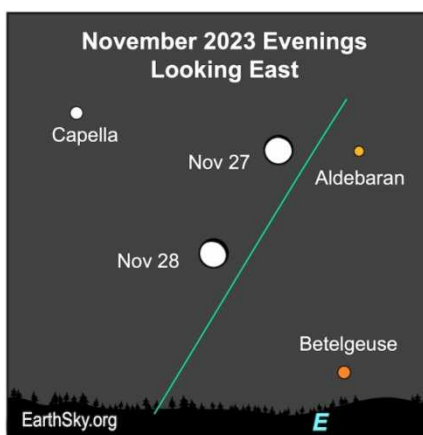 November 2023 Evenings
Looking East
Capella
Nov 27
Aldebaran
Nov 28
Betelgeuse
EarthSky.org
E